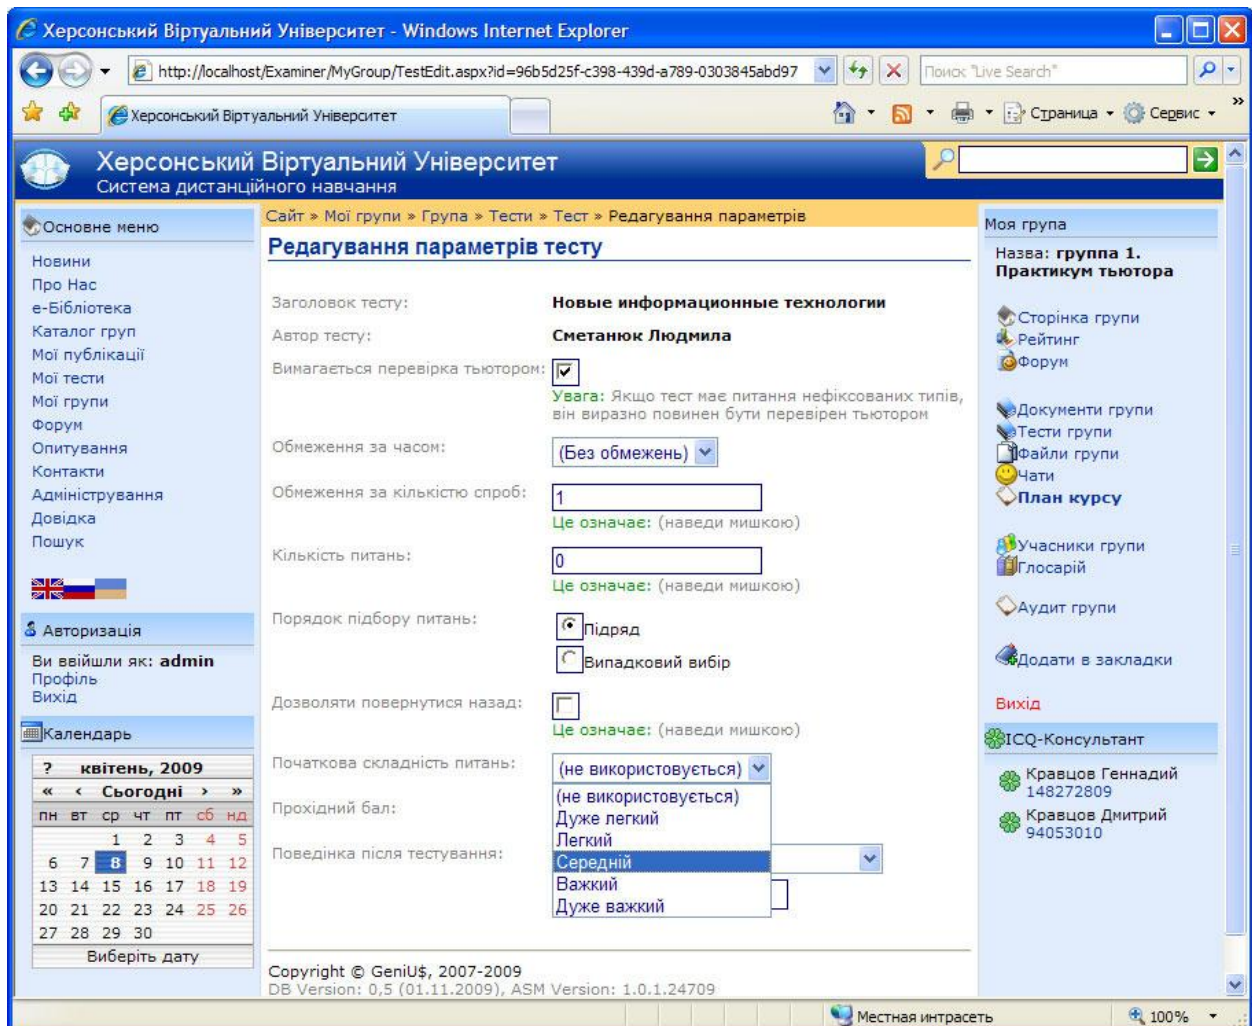 Херсонський Віртуальний Університет - Windows Internet Explorer
http://localhost/Examiner/MyGroup/TestEdit.aspx?id=96b5d25f-c398-439d-a789-0303845abd97
Поиск "Live Search"
Херсонський Віртуальний Університет
Страница
Сервис
»
Херсонський Віртуальний Університет
Система дистанційного навчання
Основне меню
Новини
Про Нас
е-Бібліотека
Каталог груп
Мої публікації
Мої тести
Мої групи
Форум
Опитування
Контакти
Адміністрування
Довідка
Пошук
Авторизація
Ви ввійшли як: admin
Профіль
Вихід
Календарь
? квітень, 2009
« ‹ Сьогодні › »
пн вт ср чт пт сб нд
1 2 3 4 5
6 7 8 9 10 11 12
13 14 15 16 17 18 19
20 21 22 23 24 25 26
27 28 29 30
Виберіть дату
Сайт » Мої групи » Група » Тести » Тест » Редагування параметрів
Редагування параметрів тесту
Заголовок тесту: Новые информационные технологии
Автор тесту: Сметанюк Людмила
Вимагається перевірка тьютором:
Увага: Якщо тест має питання нефіксованих типів,
він виразно повинен бути перевірен тьютором
Обмеження за часом: (Без обмежень)
Обмеження за кількістю спроб: 1
Це означає: (наведи мишкою)
Кількість питань: 0
Це означає: (наведи мишкою)
Порядок підбору питань: Підряд
Випадковий вибір
Дозволяти повернутися назад:
Це означає: (наведи мишкою)
Початкова складність питань: (не використовується)
(не використовується)
Прохідний бал: Дуже легкий
Легкий
Поведінка після тестування: Середній
Важкий
Дуже важкий
Copyright © GeniU$, 2007-2009
DB Version: 0,5 (01.11.2009), ASM Version: 1.0.1.24709
Моя група
Назва: группа 1.
Практикум тьютора
Сторінка групи
Рейтинг
Форум
Документи групи
Тести групи
Файли групи
Чати
План курсу
Учасники групи
Глосарій
Аудит групи
Додати в закладки
Вихід
ICQ-Консультант
Кравцов Геннадий
148272809
Кравцов Дмитрий
94053010
Местная интрасеть
100%